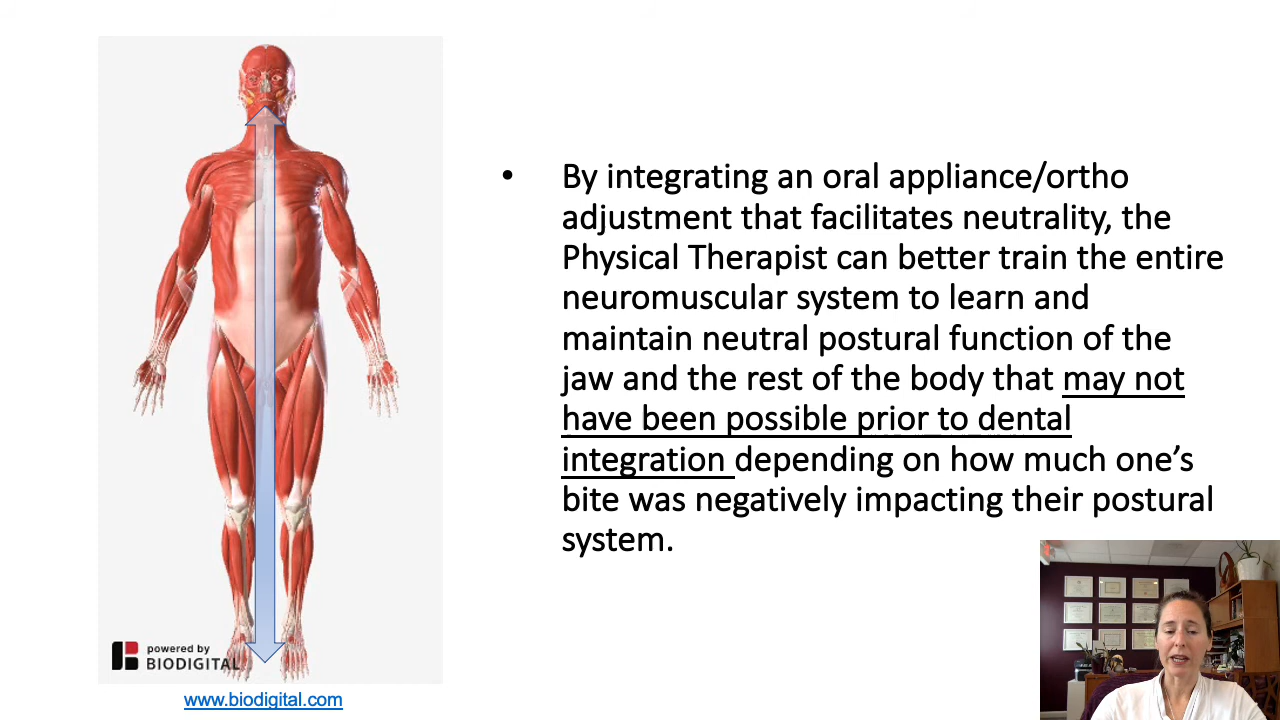 • By integrating an oral appliance/ortho
adjustment that facilitates neutrality, the
Physical Therapist can better train the entire
neuromuscular system to learn and
maintain neutral postural function of the
jaw and the rest of the body that may not
have been possible prior to dental
integration depending on how much one’s
bite was negatively impacting their postural
system.
powered by
BIODIGITAL
www.biodigital.com